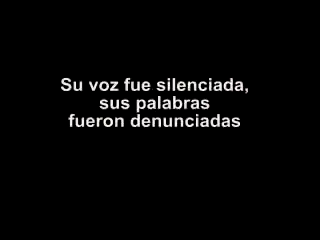 Su voz fue silenciada,
sus palabras
fueron denunciadas